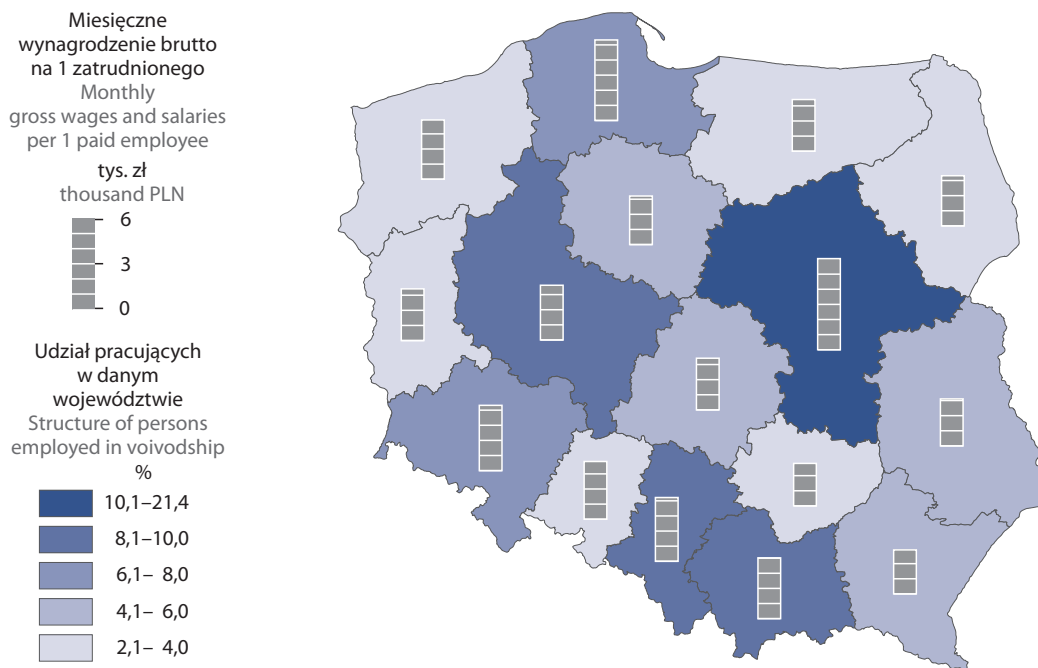 Miesięczne
wynagrodzenie brutto
na 1 zatrudnionego
Monthly
gross wages and salaries
per 1 paid employee
tys. zł
thousand PLN
6
3
0
Udział pracujących
w danym
województwie
Structure of persons
employed in voivodship
%
10,1–21,4
8,1–10,0
6,1– 8,0
4,1– 6,0
2,1– 4,0